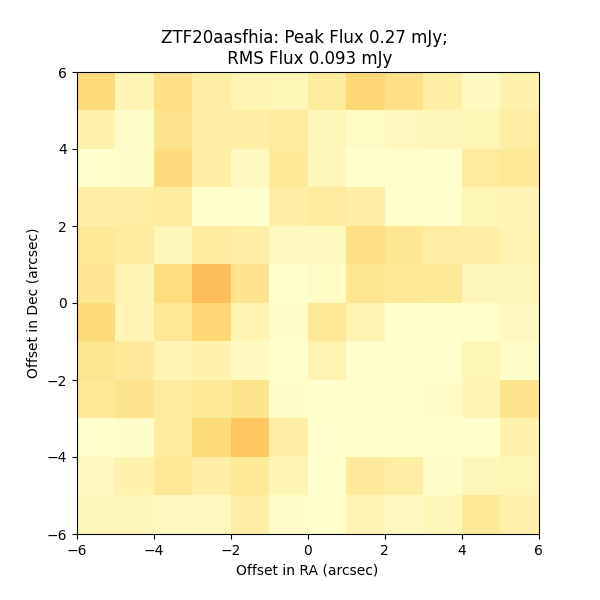 ZTF20aasfhia: Peak Flux 0.27 mJy;
RMS Flux 0.093 mJy
6
4
2
0
−2
−4
−6
Offset in Dec (arcsec)
−6 −4 −2 0 2 4 6
Offset in RA (arcsec)